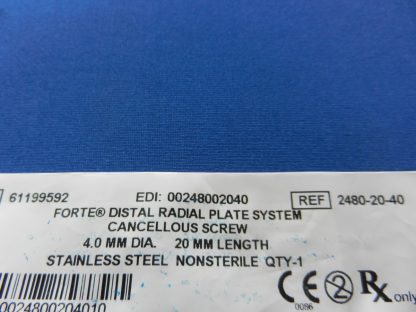 61199592 EDI: 00248002040 REF 2480-20-40
FORTE® DISTAL RADIAL PLATE SYSTEM
CANCELLOUS SCREW
4.0 MM DIA. 20 MM LENGTH
STAINLESS STEEL NONSTERILE QTY-1
CE 0086 Rx only
0024800204010